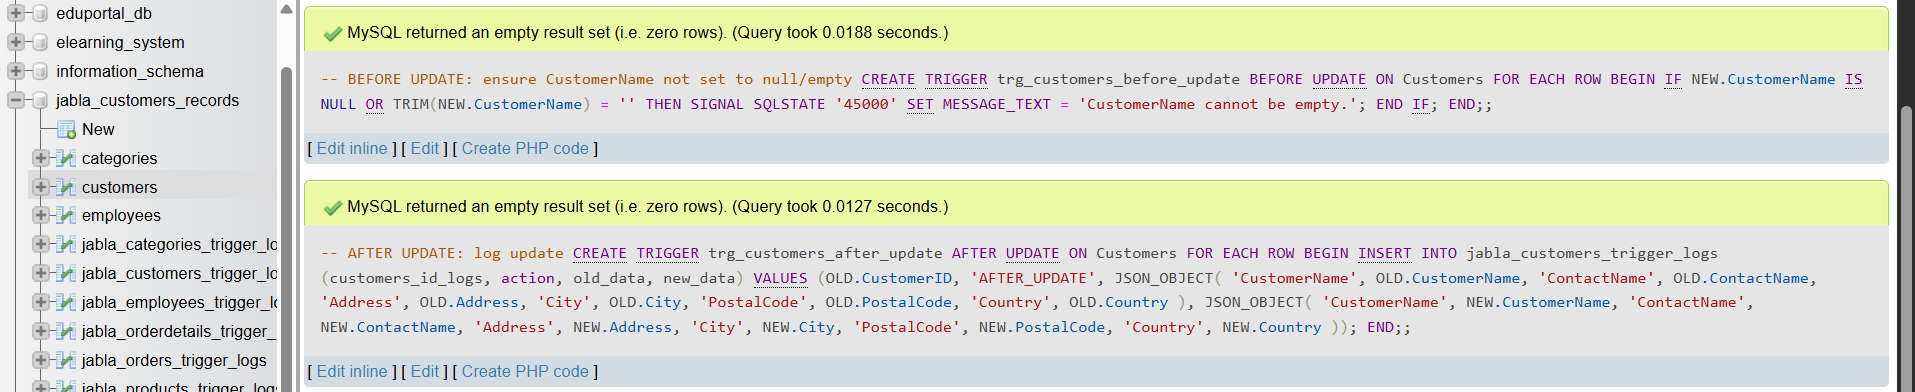 eduportal_db
elearning_system
information_schema
jabla_customers_records
New
categories
customers
employees
jabla_categories_trigger_lo
jabla_customers_trigger_lo
jabla_employees_trigger_l
jabla_orderdetails_trigger_
jabla_orders_trigger_logs
jabla_products_trigger_log
MySQL returned an empty result set (i.e. zero rows). (Query took 0.0188 seconds.)
-- BEFORE UPDATE: ensure CustomerName not set to null/empty CREATE TRIGGER trg_customers_before_update BEFORE UPDATE ON Customers FOR EACH ROW BEGIN IF NEW.CustomerName IS
NULL OR TRIM(NEW.CustomerName) = '' THEN SIGNAL SQLSTATE '45000' SET MESSAGE_TEXT = 'CustomerName cannot be empty.'; END IF; END;;
[ Edit inline ] [ Edit ] [ Create PHP code ]
MySQL returned an empty result set (i.e. zero rows). (Query took 0.0127 seconds.)
-- AFTER UPDATE: log update CREATE TRIGGER trg_customers_after_update AFTER UPDATE ON Customers FOR EACH ROW BEGIN INSERT INTO jabla_customers_trigger_logs
(customers_id_logs, action, old_data, new_data) VALUES (OLD.CustomerID, 'AFTER_UPDATE', JSON_OBJECT( 'CustomerName', OLD.CustomerName, 'ContactName', OLD.ContactName,
'Address', OLD.Address, 'City', OLD.City, 'PostalCode', OLD.PostalCode, 'Country', OLD.Country ), JSON_OBJECT( 'CustomerName', NEW.CustomerName, 'ContactName',
NEW.ContactName, 'Address', NEW.Address, 'City', NEW.City, 'PostalCode', NEW.PostalCode, 'Country', NEW.Country )); END;;
[ Edit inline ] [ Edit ] [ Create PHP code ]